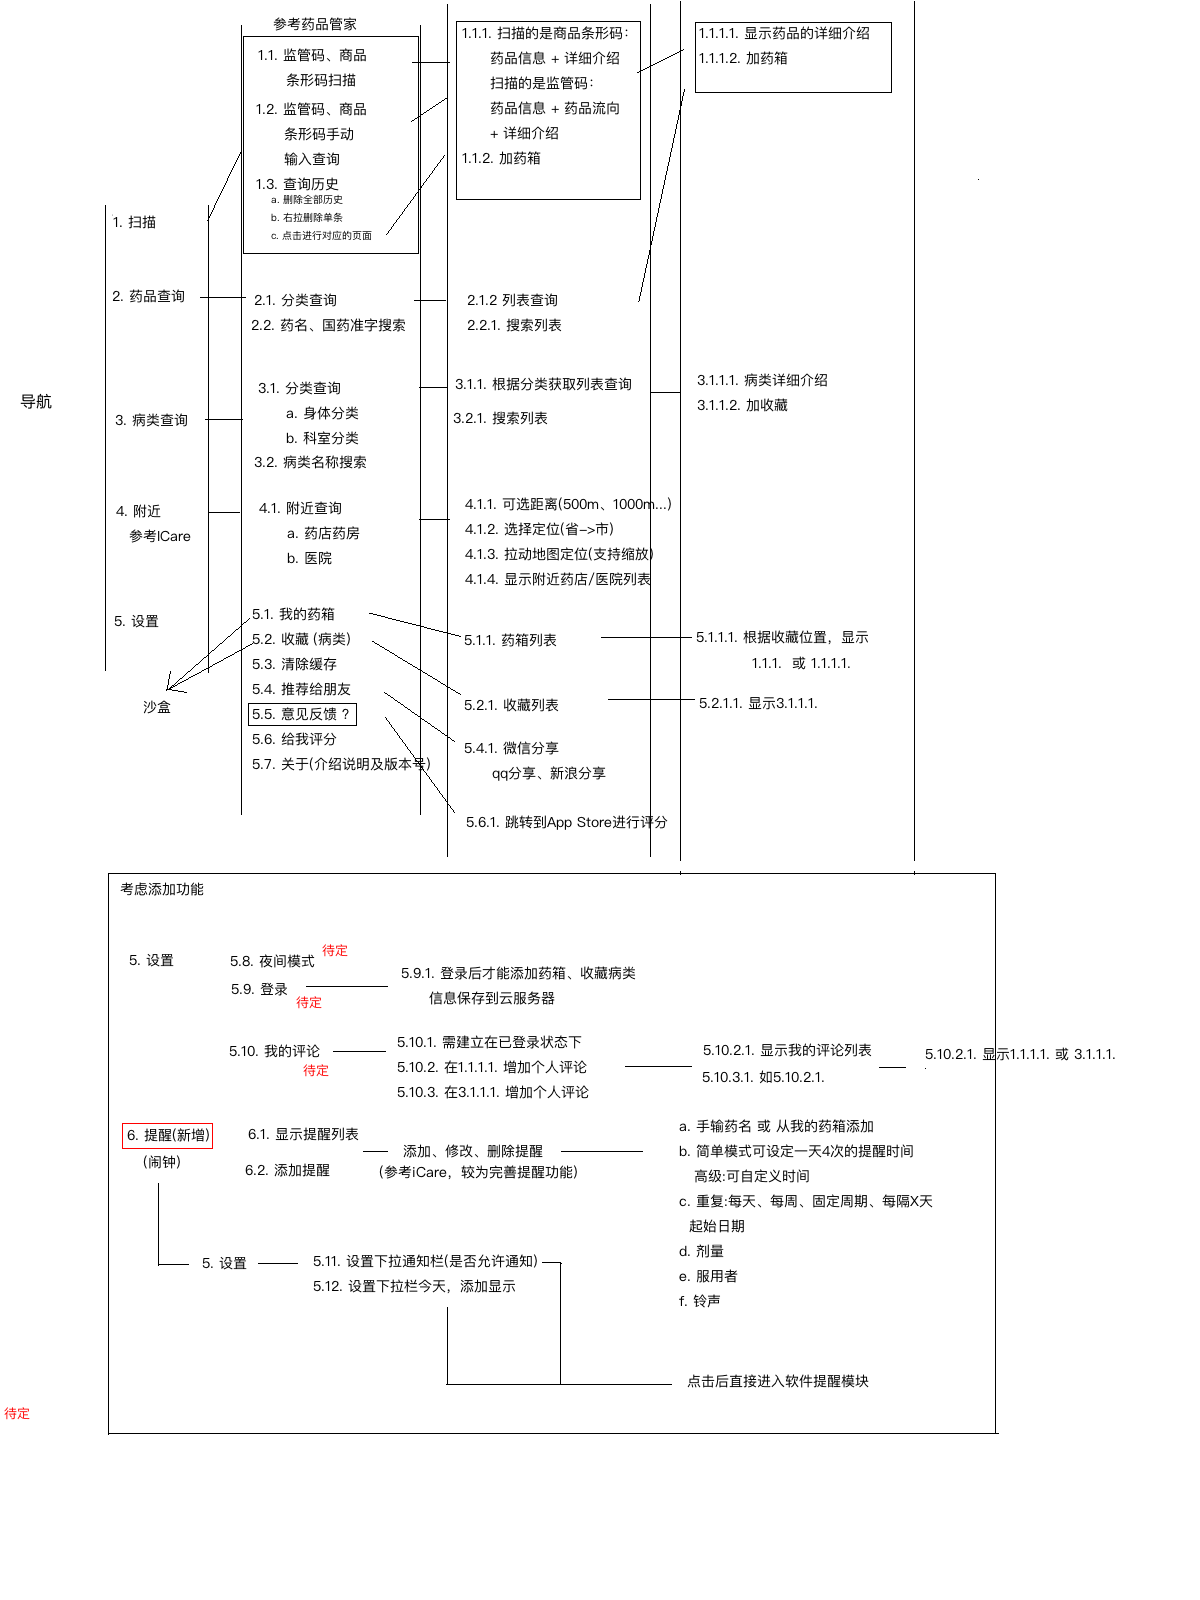 参考药品管家
1.1. 监管码、商品
条形码扫描
1.2. 监管码、商品
条形码手动
输入查询
1.3. 查询历史
a. 删除全部历史
b. 右拉删除单条
c. 点击进行对应的页面
1.1.1. 扫描的是商品条形码：
药品信息 + 详细介绍
扫描的是监管码：
药品信息 + 药品流向
+ 详细介绍
1.1.2. 加药箱
1.1.1.1. 显示药品的详细介绍
1.1.1.2. 加药箱
1. 扫描
2. 药品查询
2.1. 分类查询
2.2. 药名、国药准字搜索
2.1.2 列表查询
2.2.1. 搜索列表
导航
3. 病类查询
3.1. 分类查询
a. 身体分类
b. 科室分类
3.2. 病类名称搜索
3.1.1. 根据分类获取列表查询
3.2.1. 搜索列表
3.1.1.1. 病类详细介绍
3.1.1.2. 加收藏
4. 附近
参考ICare
4.1. 附近查询
a. 药店药房
b. 医院
4.1.1. 可选距离(500m、1000m...)
4.1.2. 选择定位(省->市)
4.1.3. 拉动地图定位(支持缩放)
4.1.4. 显示附近药店/医院列表
5. 设置
沙盒
5.1. 我的药箱
5.2. 收藏 (病类)
5.3. 清除缓存
5.4. 推荐给朋友
5.5. 意见反馈 ?
5.6. 给我评分
5.7. 关于(介绍说明及版本号)
5.1.1. 药箱列表
5.2.1. 收藏列表
5.4.1. 微信分享
qq分享、新浪分享
5.6.1. 跳转到App Store进行评分
5.1.1.1. 根据收藏位置，显示
1.1.1. 或 1.1.1.1.
5.2.1.1. 显示3.1.1.1.
考虑添加功能
5. 设置
5.8. 夜间模式
待定
5.9. 登录
待定
5.9.1. 登录后才能添加药箱、收藏病类
信息保存到云服务器
5.10. 我的评论
待定
5.10.1. 需建立在已登录状态下
5.10.2. 在1.1.1.1. 增加个人评论
5.10.3. 在3.1.1.1. 增加个人评论
5.10.2.1. 显示我的评论列表
5.10.3.1. 如5.10.2.1.
5.10.2.1. 显示1.1.1.1. 或 3.1.1.1.
6. 提醒(新增)
(闹钟)
6.1. 显示提醒列表
6.2. 添加提醒
添加、修改、删除提醒
(参考iCare，较为完善提醒功能)
a. 手输药名 或 从我的药箱添加
b. 简单模式可设定一天4次的提醒时间
高级:可自定义时间
c. 重复:每天、每周、固定周期、每隔X天
起始日期
d. 剂量
e. 服用者
f. 铃声
5. 设置
5.11. 设置下拉通知栏(是否允许通知)
5.12. 设置下拉栏今天，添加显示
点击后直接进入软件提醒模块
待定